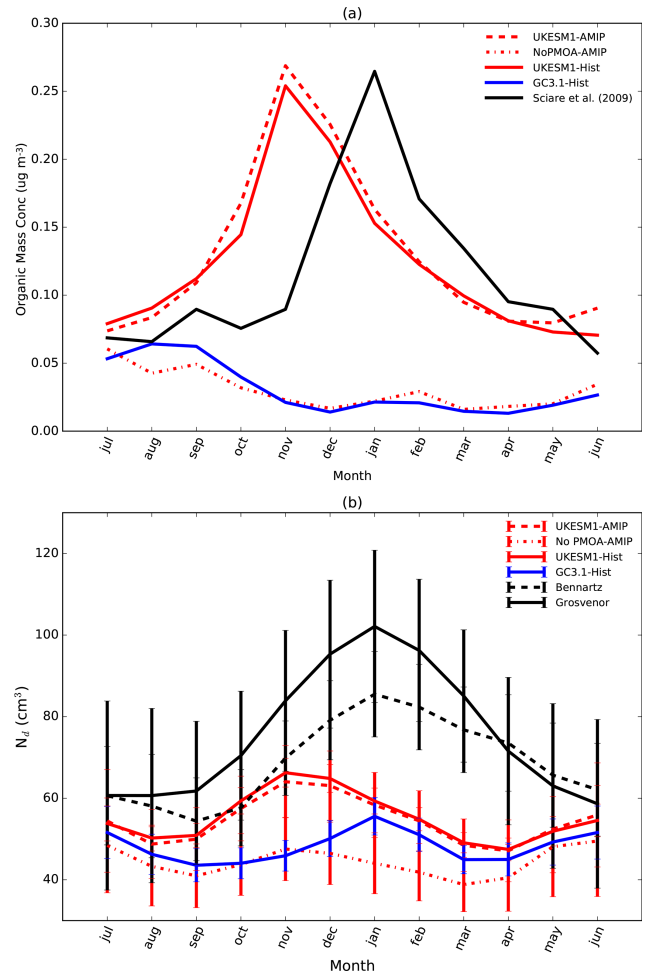 (a)
0.30
0.25
0.20
0.15
0.10
0.05
0.00
Organic Mass Conc (ug m⁻³)
UKESM1-AMIP
NoPMOA-AMIP
UKESM1-Hist
GC3.1-Hist
Sciare et al. (2009)
jul aug sep oct nov dec jan feb mar apr may jun
Month
(b)
120
100
80
60
40
N_d (cm³)
UKESM1-AMIP
No PMOA-AMIP
UKESM1-Hist
GC3.1-Hist
Bennartz
Grosvenor
jul aug sep oct nov dec jan feb mar apr may jun
Month